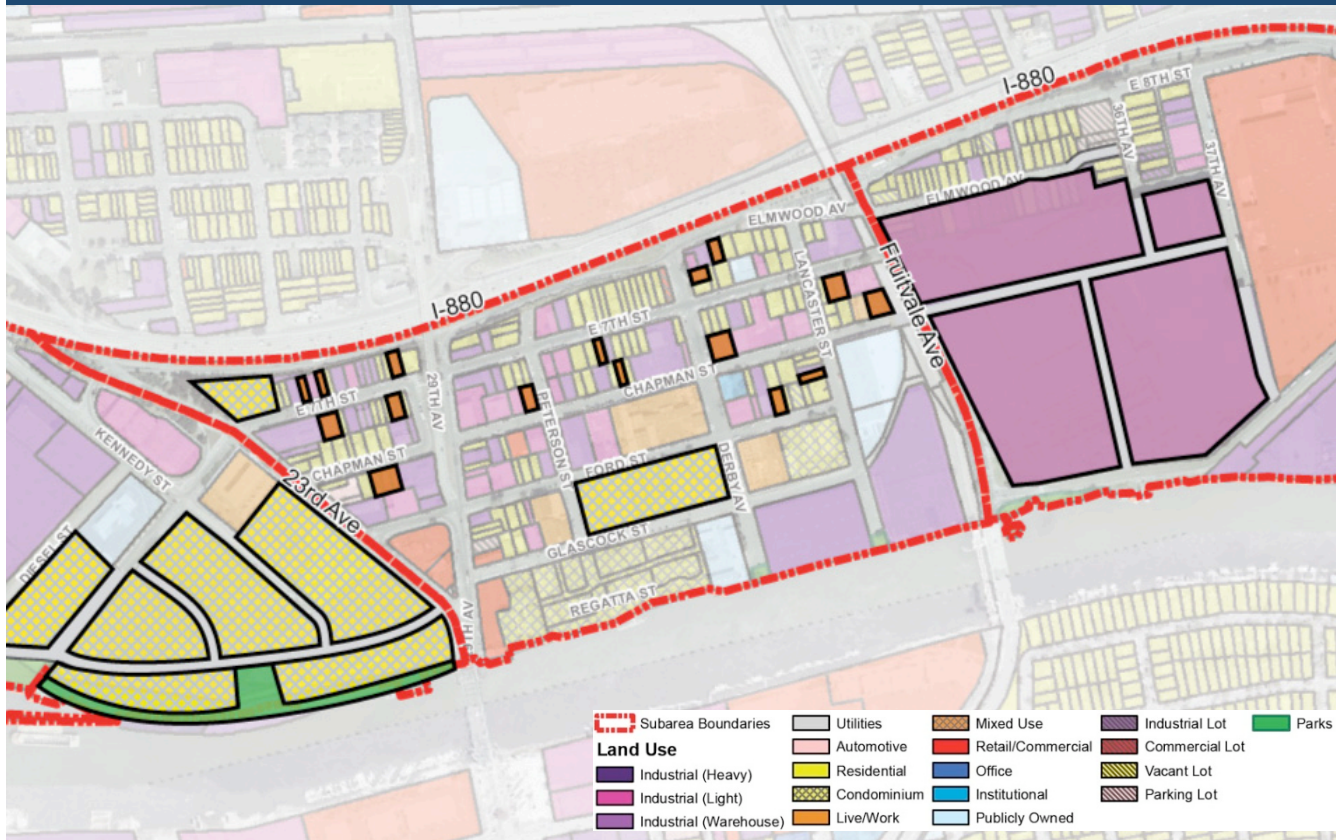 I-880
E 8TH ST
36TH AV
37TH AV
ELMWOOD AV
ELMWOOD AV
I-880
LANCASTER ST
Fruitvale Ave
E 7TH ST
29TH AV
PETERSON ST
CHAPMAN ST
E 7TH ST
KENNEDY ST
CHAPMAN ST
FORD ST
DERBY AV
23rd Ave
DIESEL ST
GLASCOCK ST
REGATTA ST
29TH AV
Subarea Boundaries
Land Use
Industrial (Heavy)
Industrial (Light)
Industrial (Warehouse)
Utilities
Automotive
Residential
Condominium
Live/Work
Mixed Use
Retail/Commercial
Office
Institutional
Publicly Owned
Industrial Lot
Commercial Lot
Vacant Lot
Parking Lot
Parks